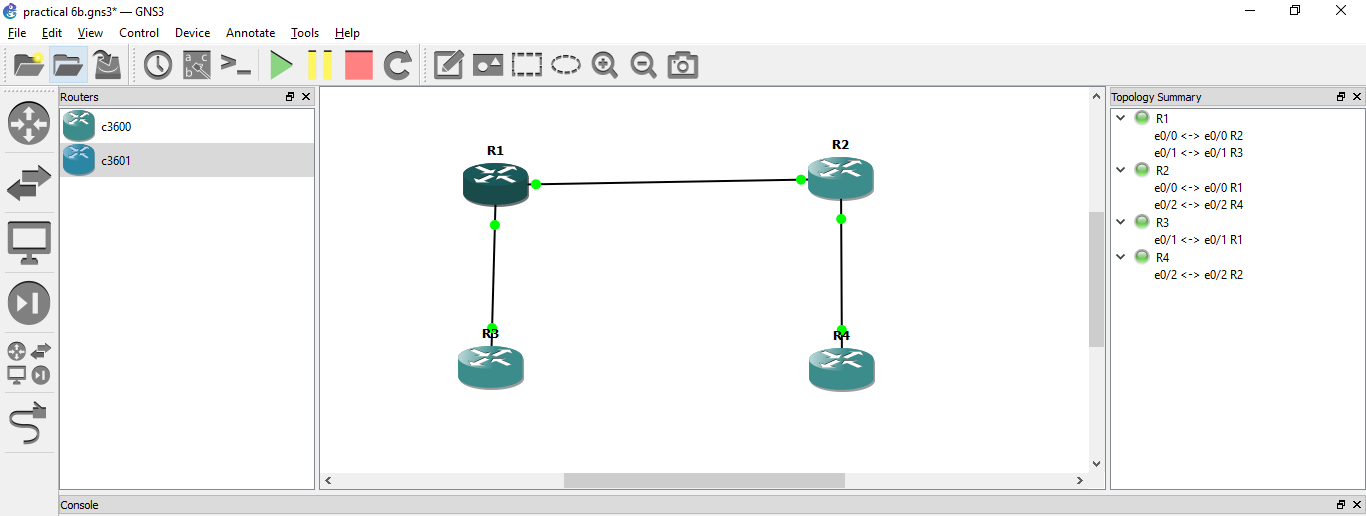 practical 6b.gns3* — GNS3
File Edit View Control Device Annotate Tools Help
a c
b
Routers
c3600
c3601
R1
R2
R3
R4
Topology Summary
R1
e0/0 <-> e0/0 R2
e0/1 <-> e0/1 R3
R2
e0/0 <-> e0/0 R1
e0/2 <-> e0/2 R4
R3
e0/1 <-> e0/1 R1
R4
e0/2 <-> e0/2 R2
Console